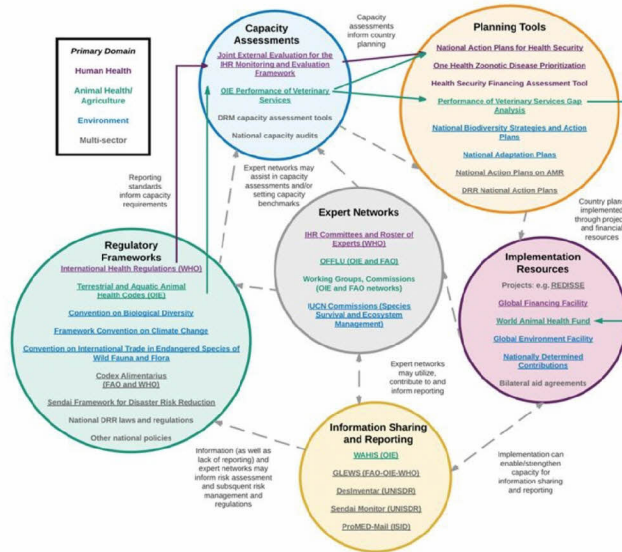 Primary Domain
Human Health
Animal Health/
Agriculture
Environment
Multi-sector
Capacity
Assessments
Joint External Evaluation for the
IHR Monitoring and Evaluation
Framework
OIE Performance of Veterinary
Services
DRM capacity assessment tools
National capacity audits
Capacity
assessments
inform country
planning
Planning Tools
National Action Plans for Health Security
One Health Zoonotic Disease Prioritization
Health Security Financing Assessment Tool
Performance of Veterinary Services Gap
Analysis
National Biodiversity Strategies and Action
Plans
National Adaptation Plans
National Action Plans on AMR
DRR National Action Plans
Reporting
standards
inform capacity
requirements
Expert networks may
assist in capacity
assessments and/or
setting capacity
benchmarks
Expert Networks
IHR Committees and Roster of
Experts (WHO)
OFFLU (OIE and FAO)
Working Groups, Commissions
(OIE and FAO networks)
IUCN Commissions (Species
Survival and Ecosystem
Management)
Country plans
implemented
through project
and financial
resources
Regulatory
Frameworks
International Health Regulations (WHO)
Terrestrial and Aquatic Animal
Health Codes (OIE)
Convention on Biological Diversity
Framework Convention on Climate Change
Convention on International Trade in Endangered Species of
Wild Fauna and Flora
Codex Alimentarius
(FAO and WHO)
Sendai Framework for Disaster Risk Reduction
National DRR laws and regulations
Other national policies
Implementation
Resources
Projects: e.g. REDISSE
Global Financing Facility
World Animal Health Fund
Global Environment Facility
Nationally Determined
Contributions
Bilateral aid agreements
Expert networks
may utilize,
contribute to and
inform reporting
Information Sharing
and Reporting
WAHIS (OIE)
GLEWS (FAO-OIE-WHO)
DesInventar (UNISDR)
Sendai Monitor (UNISDR)
ProMED-Mail (ISID)
Information (as well as
lack of reporting) and
expert networks may
inform risk assessment
and subsquent risk
management and
regulations
Implementation can
enable/strengthen
capacity for
information sharing
and reporting